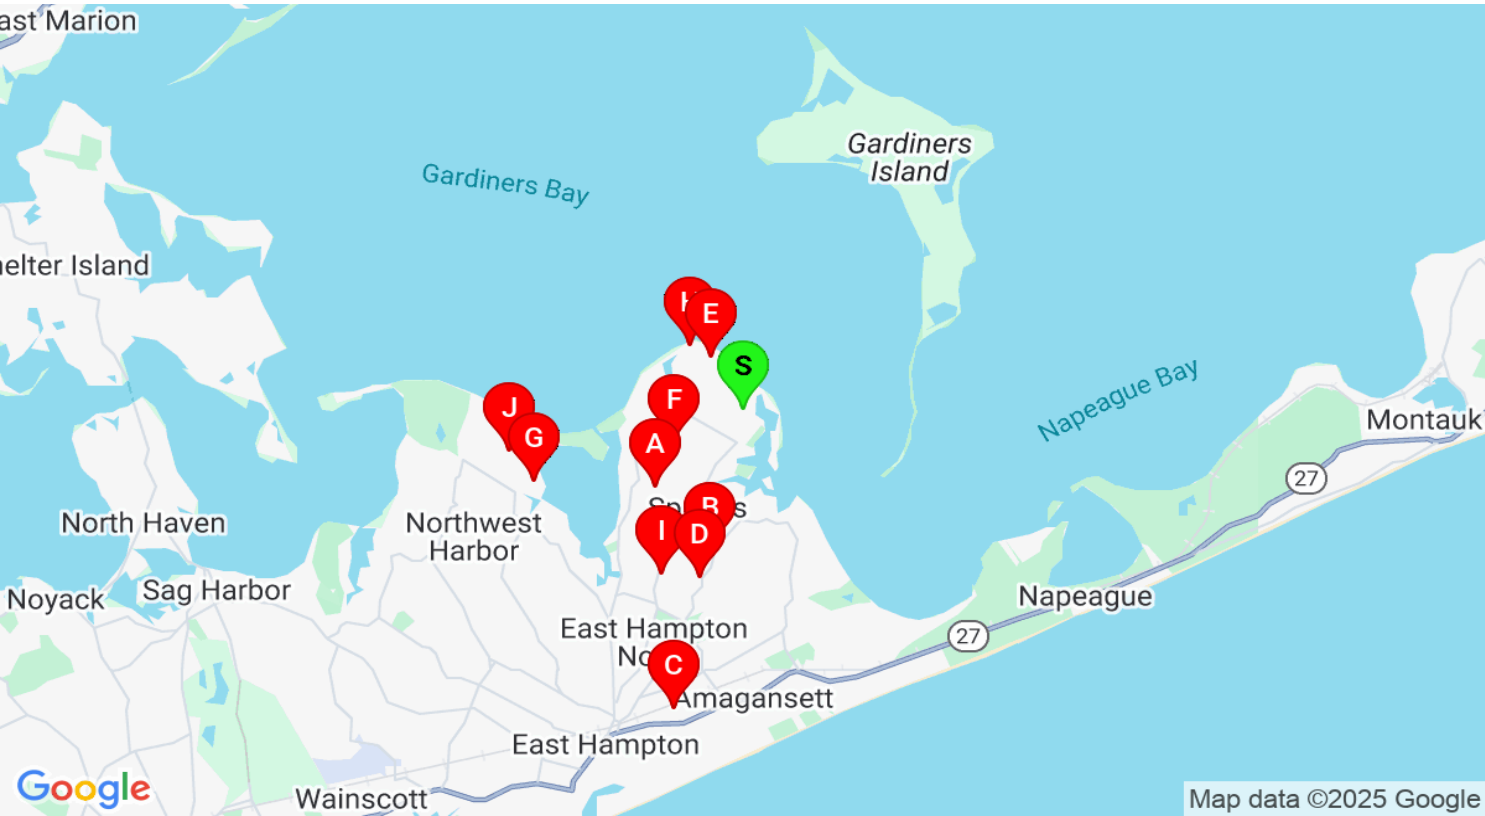 ast Marion
Gardiners
Island
Gardiners Bay
elter Island
H
E
S
Napeague Bay
J
F
Montauk
G
A
27
North Haven
Northwest
Harbor
B
I
D
Noyack
Sag Harbor
Napeague
East Hampton
27
C
Amagansett
East Hampton
Wainscott
Google
Map data ©2025 Google